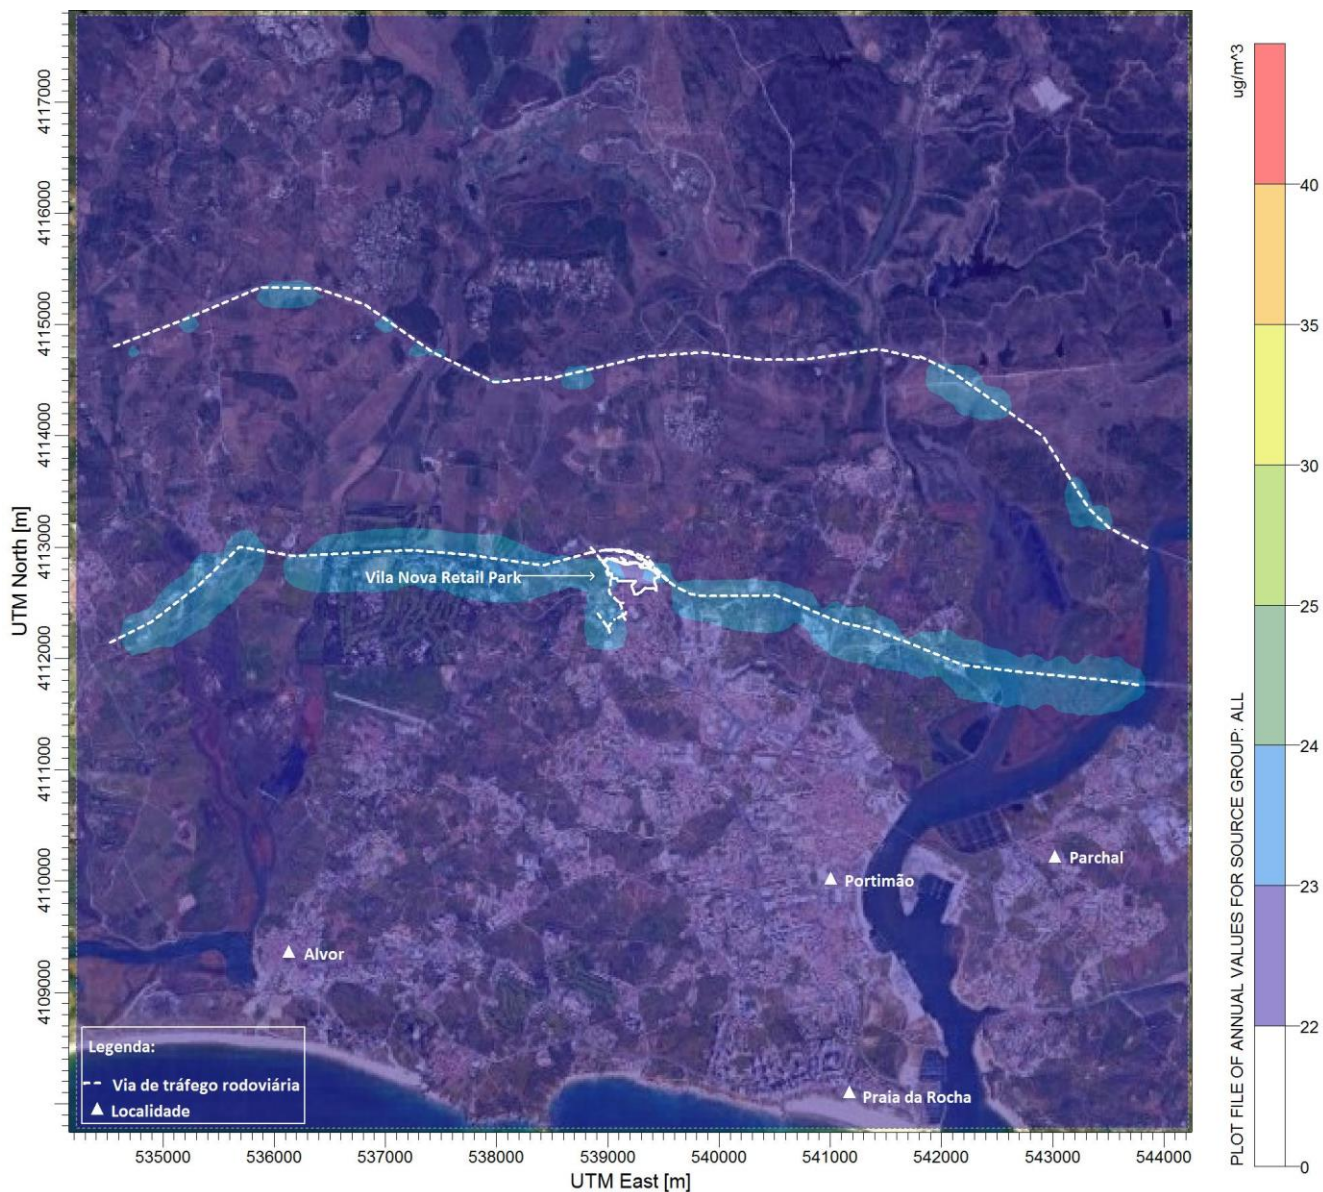 4117000
4116000
4115000
4114000
4113000
4112000
4111000
4110000
4109000
UTM North [m]
Vila Nova Retail Park
Parchal
Portimão
Alvor
Praia da Rocha
Legenda:
Via de tráfego rodoviária
Localidade
535000 536000 537000 538000 539000 540000 541000 542000 543000 544000
UTM East [m]
ug/m^3
40
35
30
25
24
23
22
0
PLOT FILE OF ANNUAL VALUES FOR SOURCE GROUP: ALL